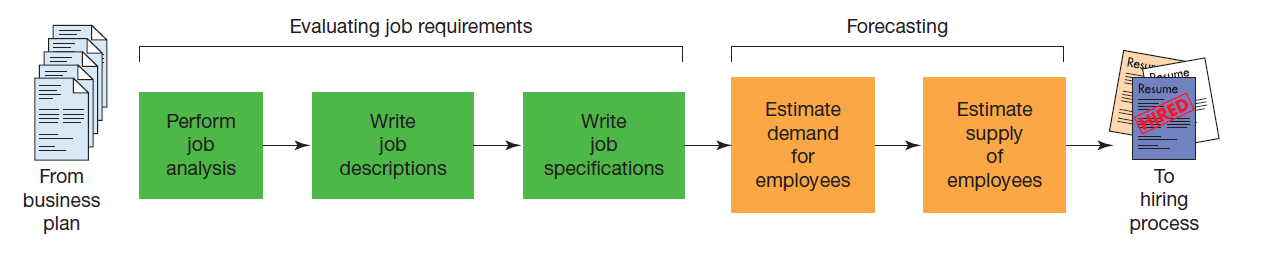 Evaluating job requirements
Forecasting
From
business
plan
Perform
job
analysis
Write
job
descriptions
Write
job
specifications
Estimate
demand
for
employees
Estimate
supply
of
employees
Resume
Resume
Resume
HIRED
To
hiring
process